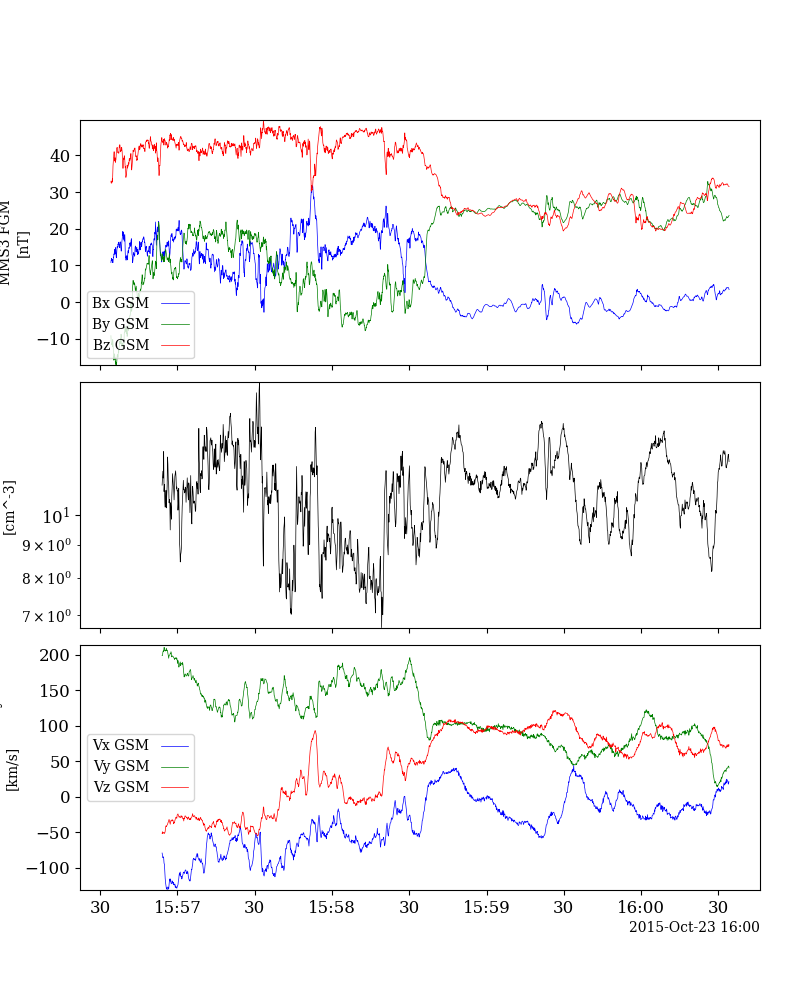 MMS3 FGM
[nT]
40
30
20
10
0
−10
Bx GSM
By GSM
Bz GSM
[cm^-3]
10¹
9 × 10⁰
8 × 10⁰
7 × 10⁰
[km/s]
200
150
100
50
0
−50
−100
Vx GSM
Vy GSM
Vz GSM
30 15:57 30 15:58 30 15:59 30 16:00 30
2015-Oct-23 16:00